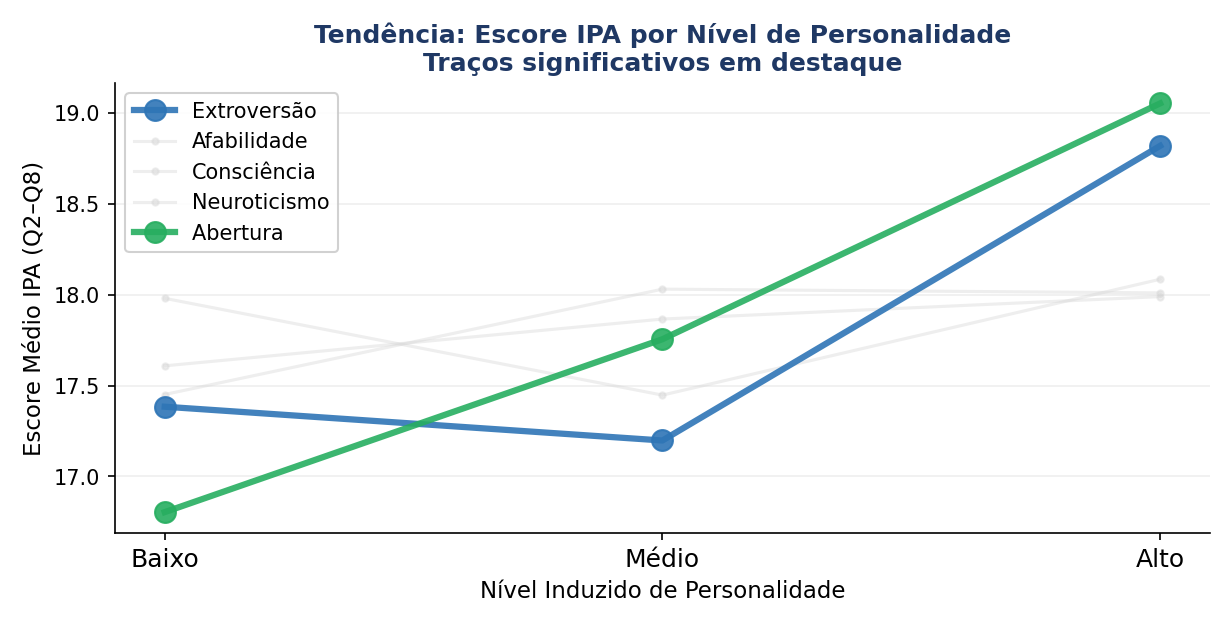 Tendência: Escore IPA por Nível de Personalidade
Traços significativos em destaque
Escore Médio IPA (Q2–Q8)
19.0
18.5
18.0
17.5
17.0
Extroversão
Afabilidade
Consciência
Neuroticismo
Abertura
Baixo
Médio
Alto
Nível Induzido de Personalidade